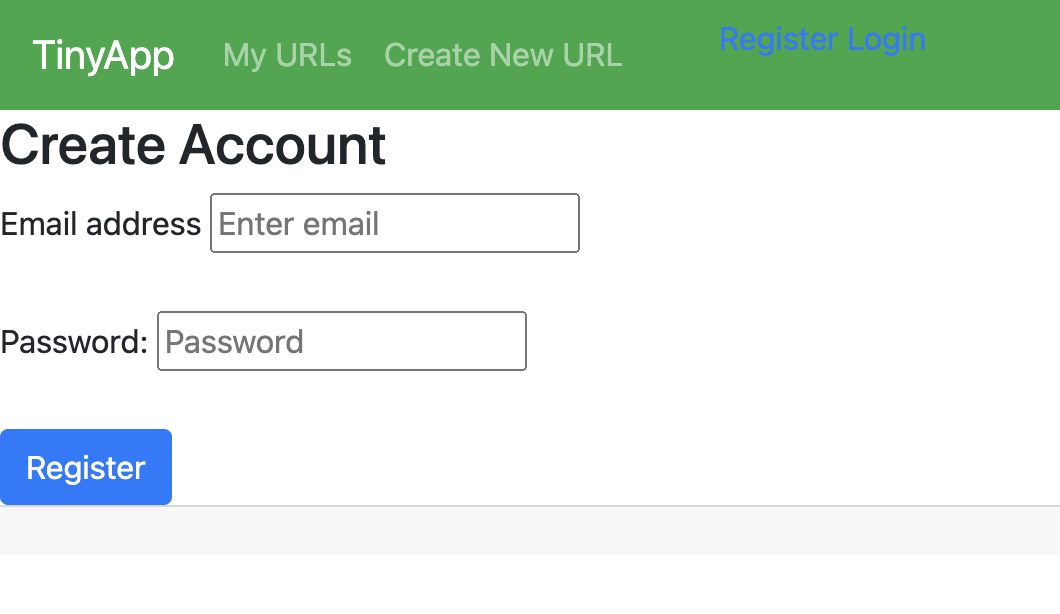 TinyApp My URLs Create New URL Register Login
Create Account
Email address Enter email
Password: Password
Register